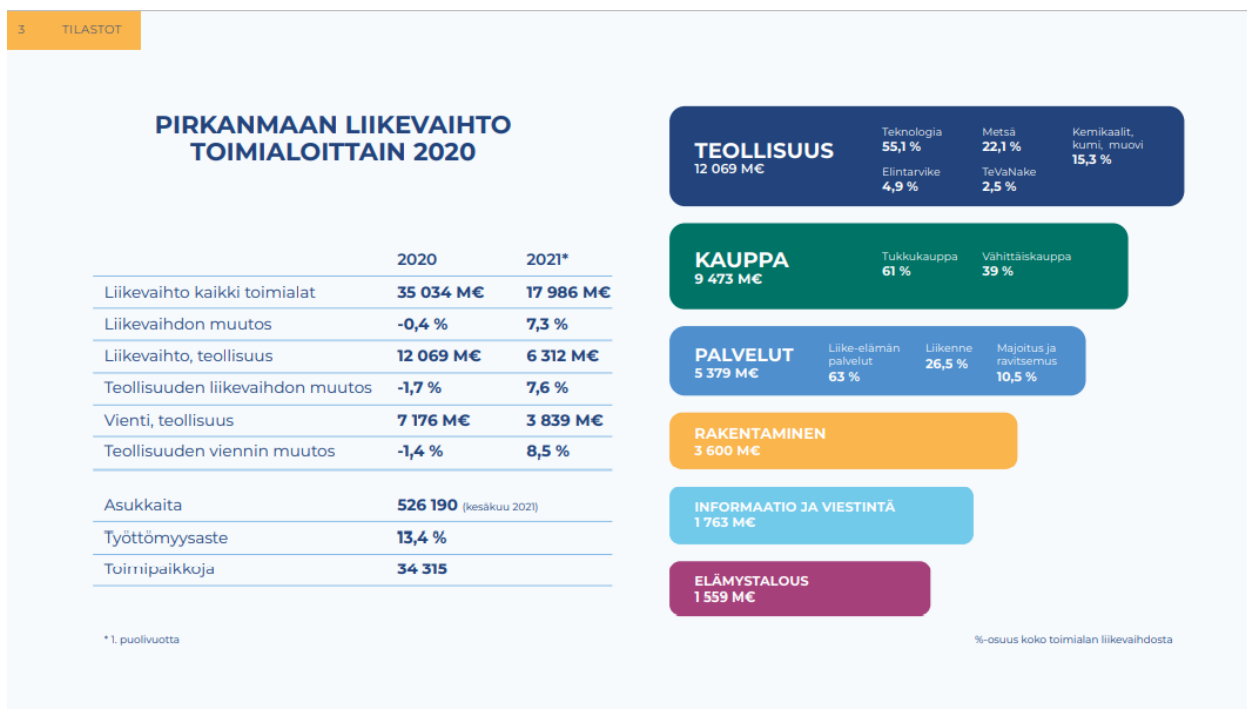 3 TILASTOT
PIRKANMAAN LIIKEVAIHTO
TOIMIALOITTAIN 2020
2020 2021*
Liikevaihto kaikki toimialat 35 034 M€ 17 986 M€
Liikevaihdon muutos -0,4 % 7,3 %
Liikevaihto, teollisuus 12 069 M€ 6 312 M€
Teollisuuden liikevaihdon muutos -1,7 % 7,6 %
Vienti, teollisuus 7 176 M€ 3 839 M€
Teollisuuden viennin muutos -1,4 % 8,5 %
Asukkaita 526 190 (kesäkuu 2021)
Työttömyysaste 13,4 %
Toimipaikkoja 34 315
* 1. puolivuotta
TEOLLISUUS
12 069 M€
Teknologia
55,1 %
Metsä
22,1 %
Kemikaalit,
kumi, muovi
15,3 %
Elintarvike
4,9 %
TeVaNake
2,5 %
KAUPPA
9 473 M€
Tukkukauppa
61 %
Vähittäiskauppa
39 %
PALVELUT
5 379 M€
Liike-elämän
palvelut
63 %
Liikenne
26,5 %
Majoitus ja
ravitsemus
10,5 %
RAKENTAMINEN
3 600 M€
INFORMAATIO JA VIESTINTÄ
1 763 M€
ELÄMYSTALOUS
1 559 M€
%-osuus koko toimialan liikevaihdosta